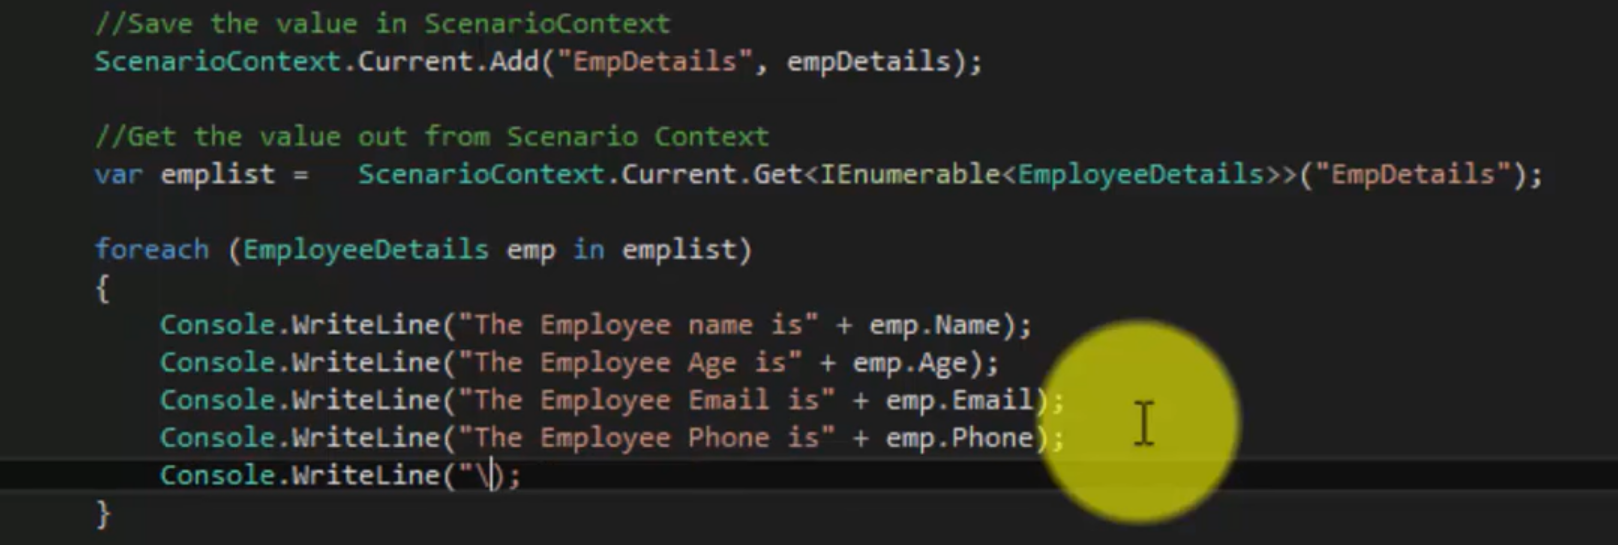 //Save the value in ScenarioContext
ScenarioContext.Current.Add("EmpDetails", empDetails);
//Get the value out from Scenario Context
var emplist =   ScenarioContext.Current.Get<IEnumerable<EmployeeDetails>>("EmpDetails");
foreach (EmployeeDetails emp in emplist)
{
Console.WriteLine("The Employee name is" + emp.Name);
Console.WriteLine("The Employee Age is" + emp.Age);
Console.WriteLine("The Employee Email is" + emp.Email);
Console.WriteLine("The Employee Phone is" + emp.Phone);
Console.WriteLine("\);
}